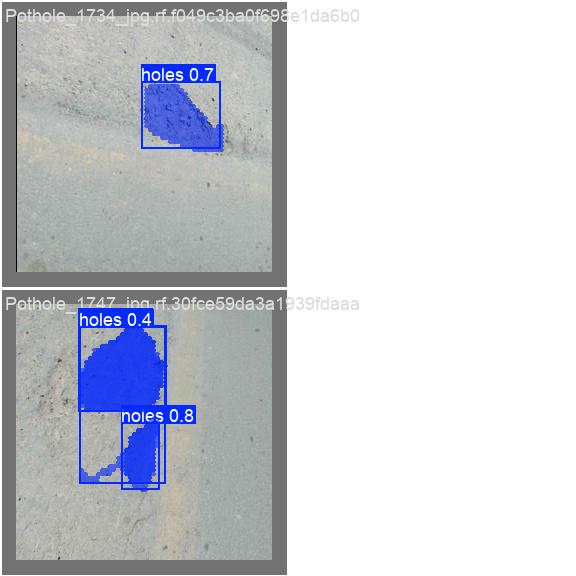 Pothole_1734_jpg.rf.f049c3ba0f698e1da6b0
holes 0.7
Pothole_1747_jpg.rf.30fce59da3a1939fdaaa
holes 0.4
holes 0.8